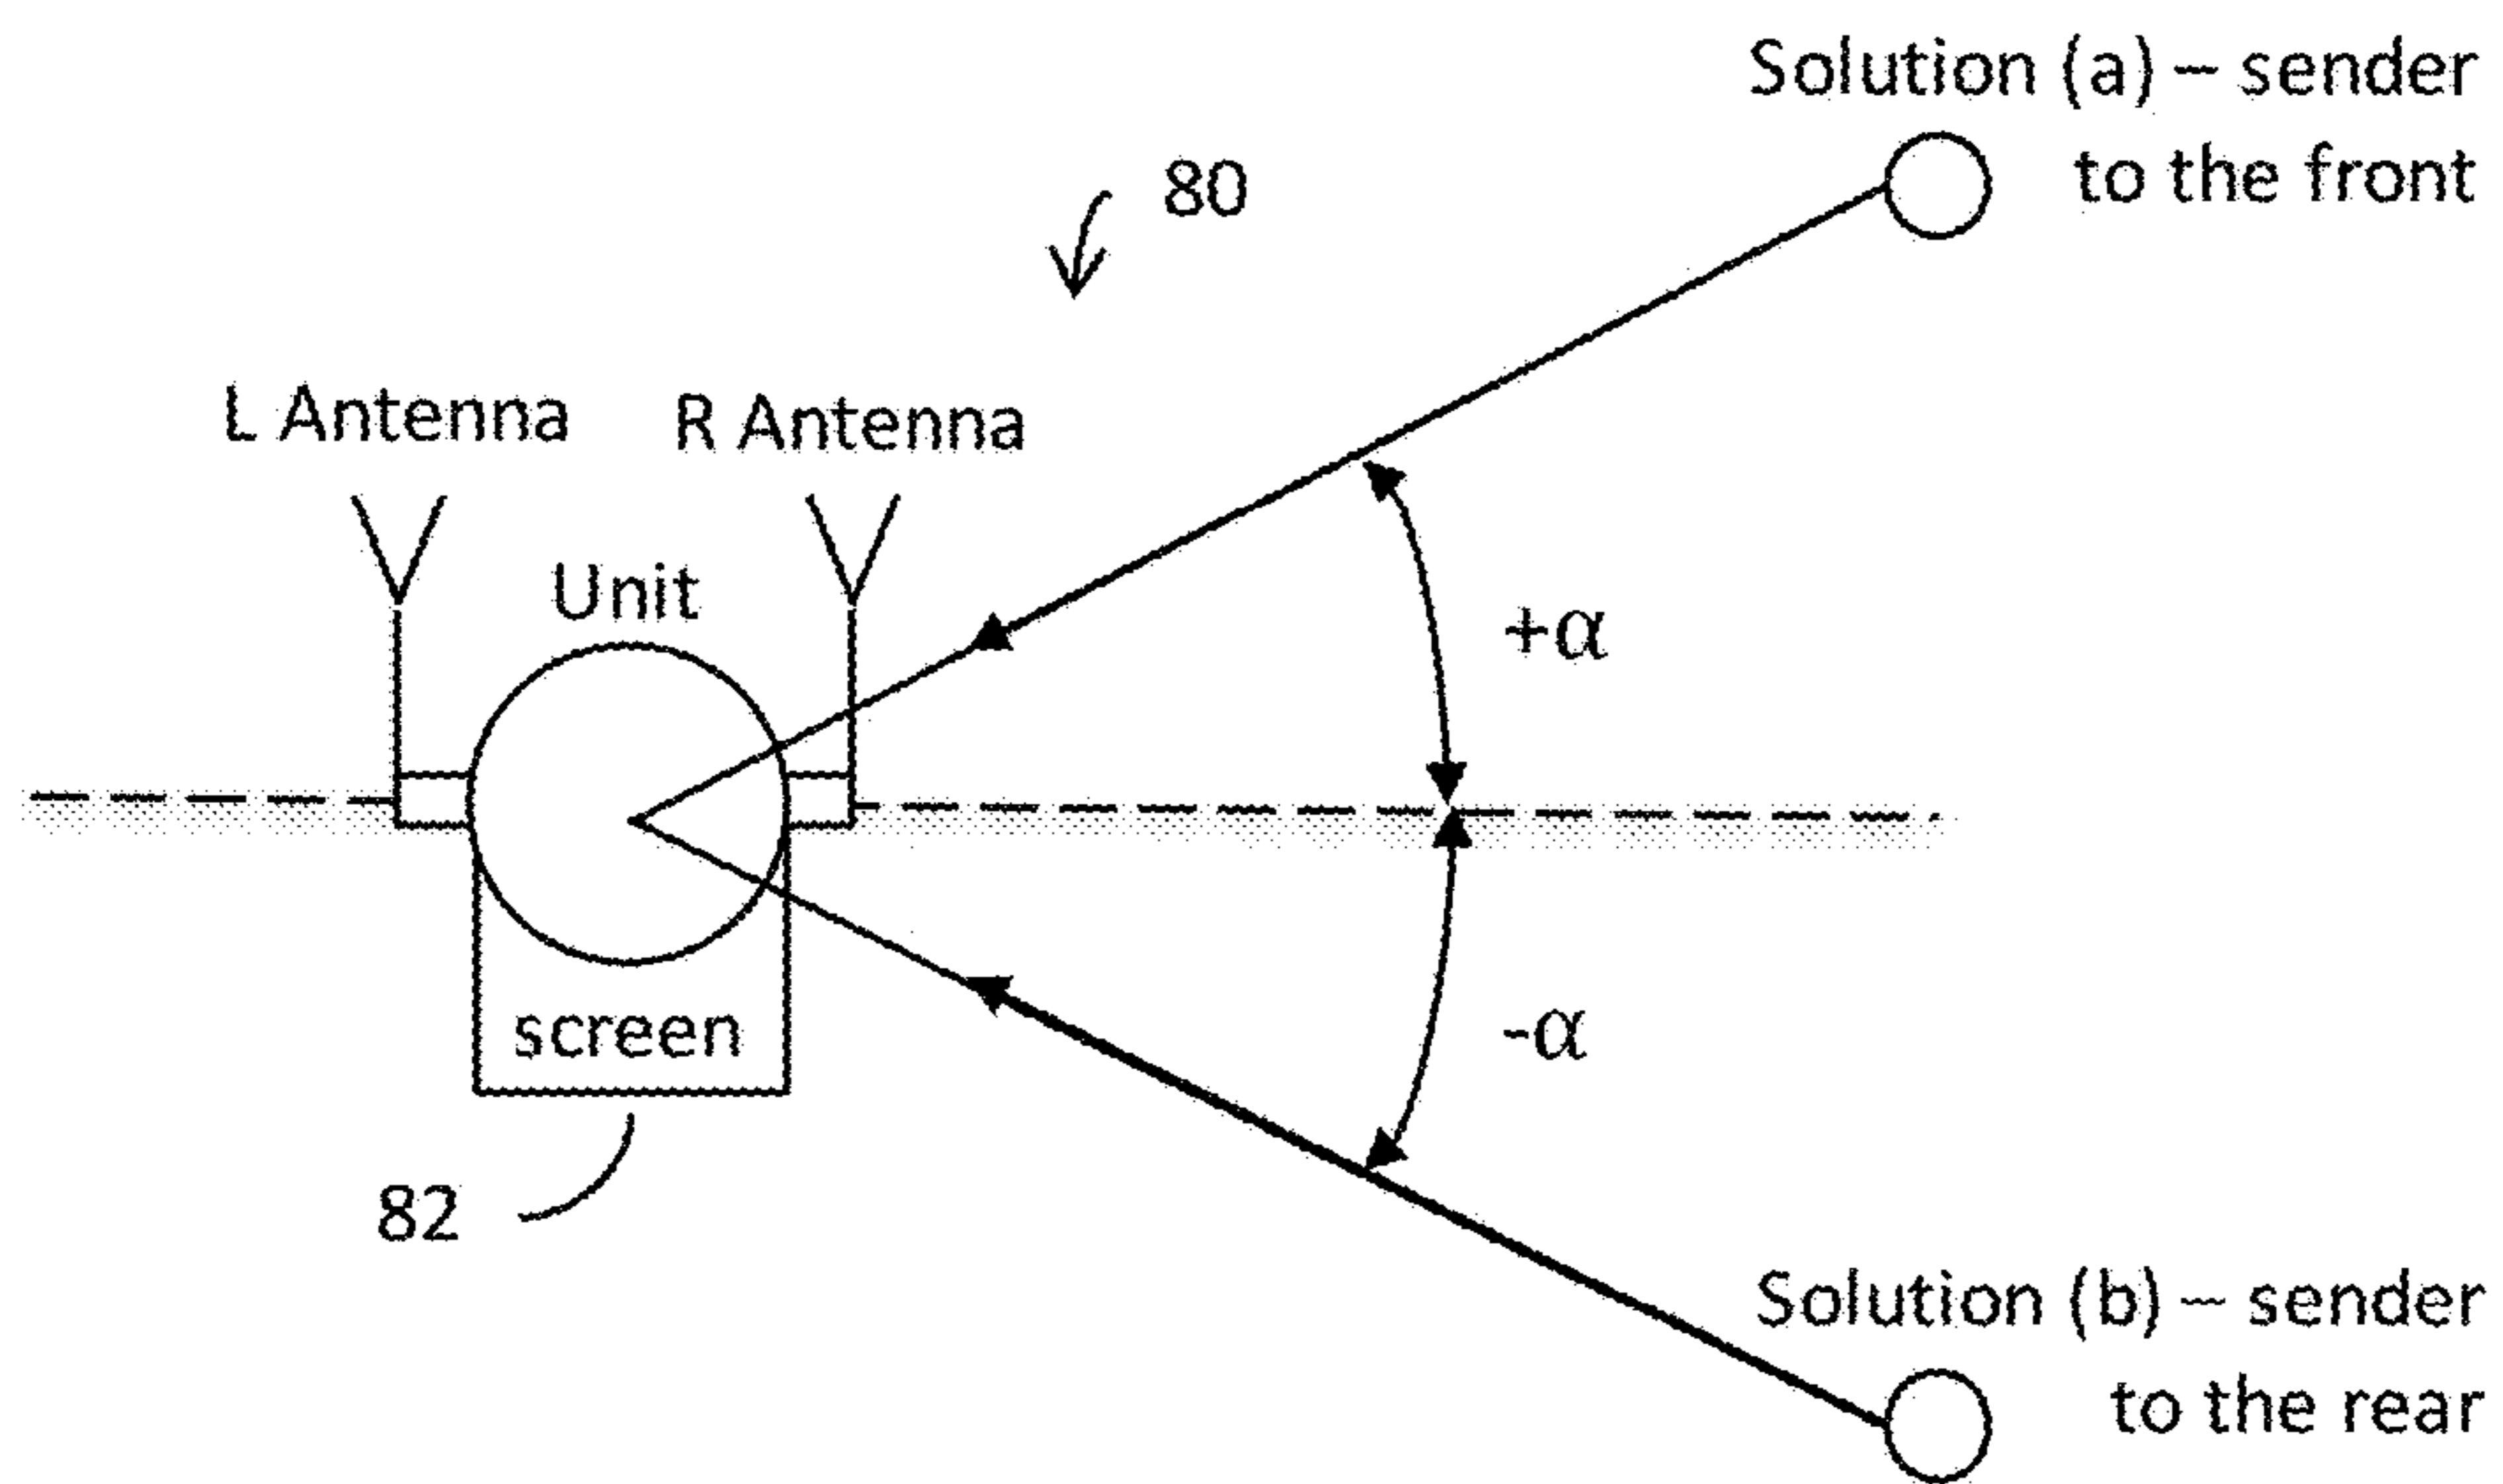 Solution (a) – sender
to the front
80
L Antenna
R Antenna
Unit
+α
screen
-α
82
Solution (b) – sender
to the rear